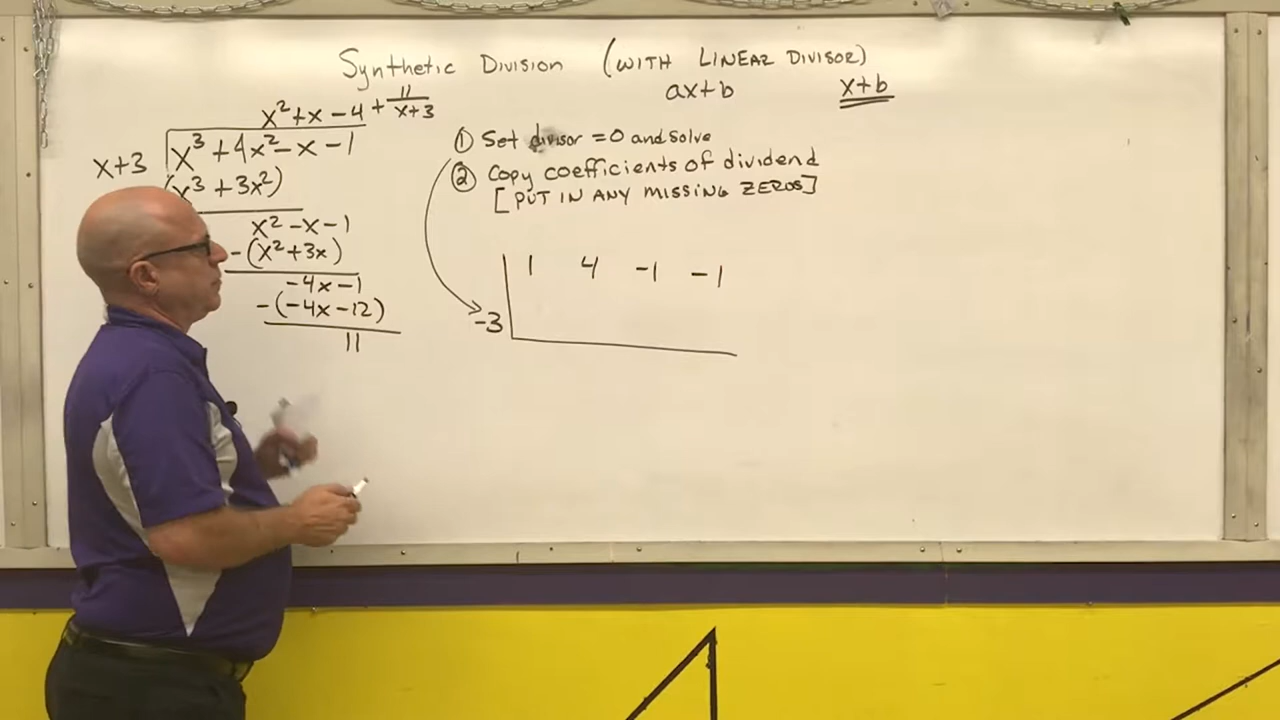 Synthetic Division (WITH LINEAR DIVISOR)
ax+b x+b
x² + x - 4 + 11/(x+3)
x+3 x³ + 4x² - x - 1
(x³ + 3x²)
x² - x - 1
-(x² + 3x)
-4x - 1
-(-4x - 12)
11
① Set divisor = 0 and solve
② Copy coefficients of dividend
[PUT IN ANY MISSING ZEROS]
1 4 -1 -1
-3